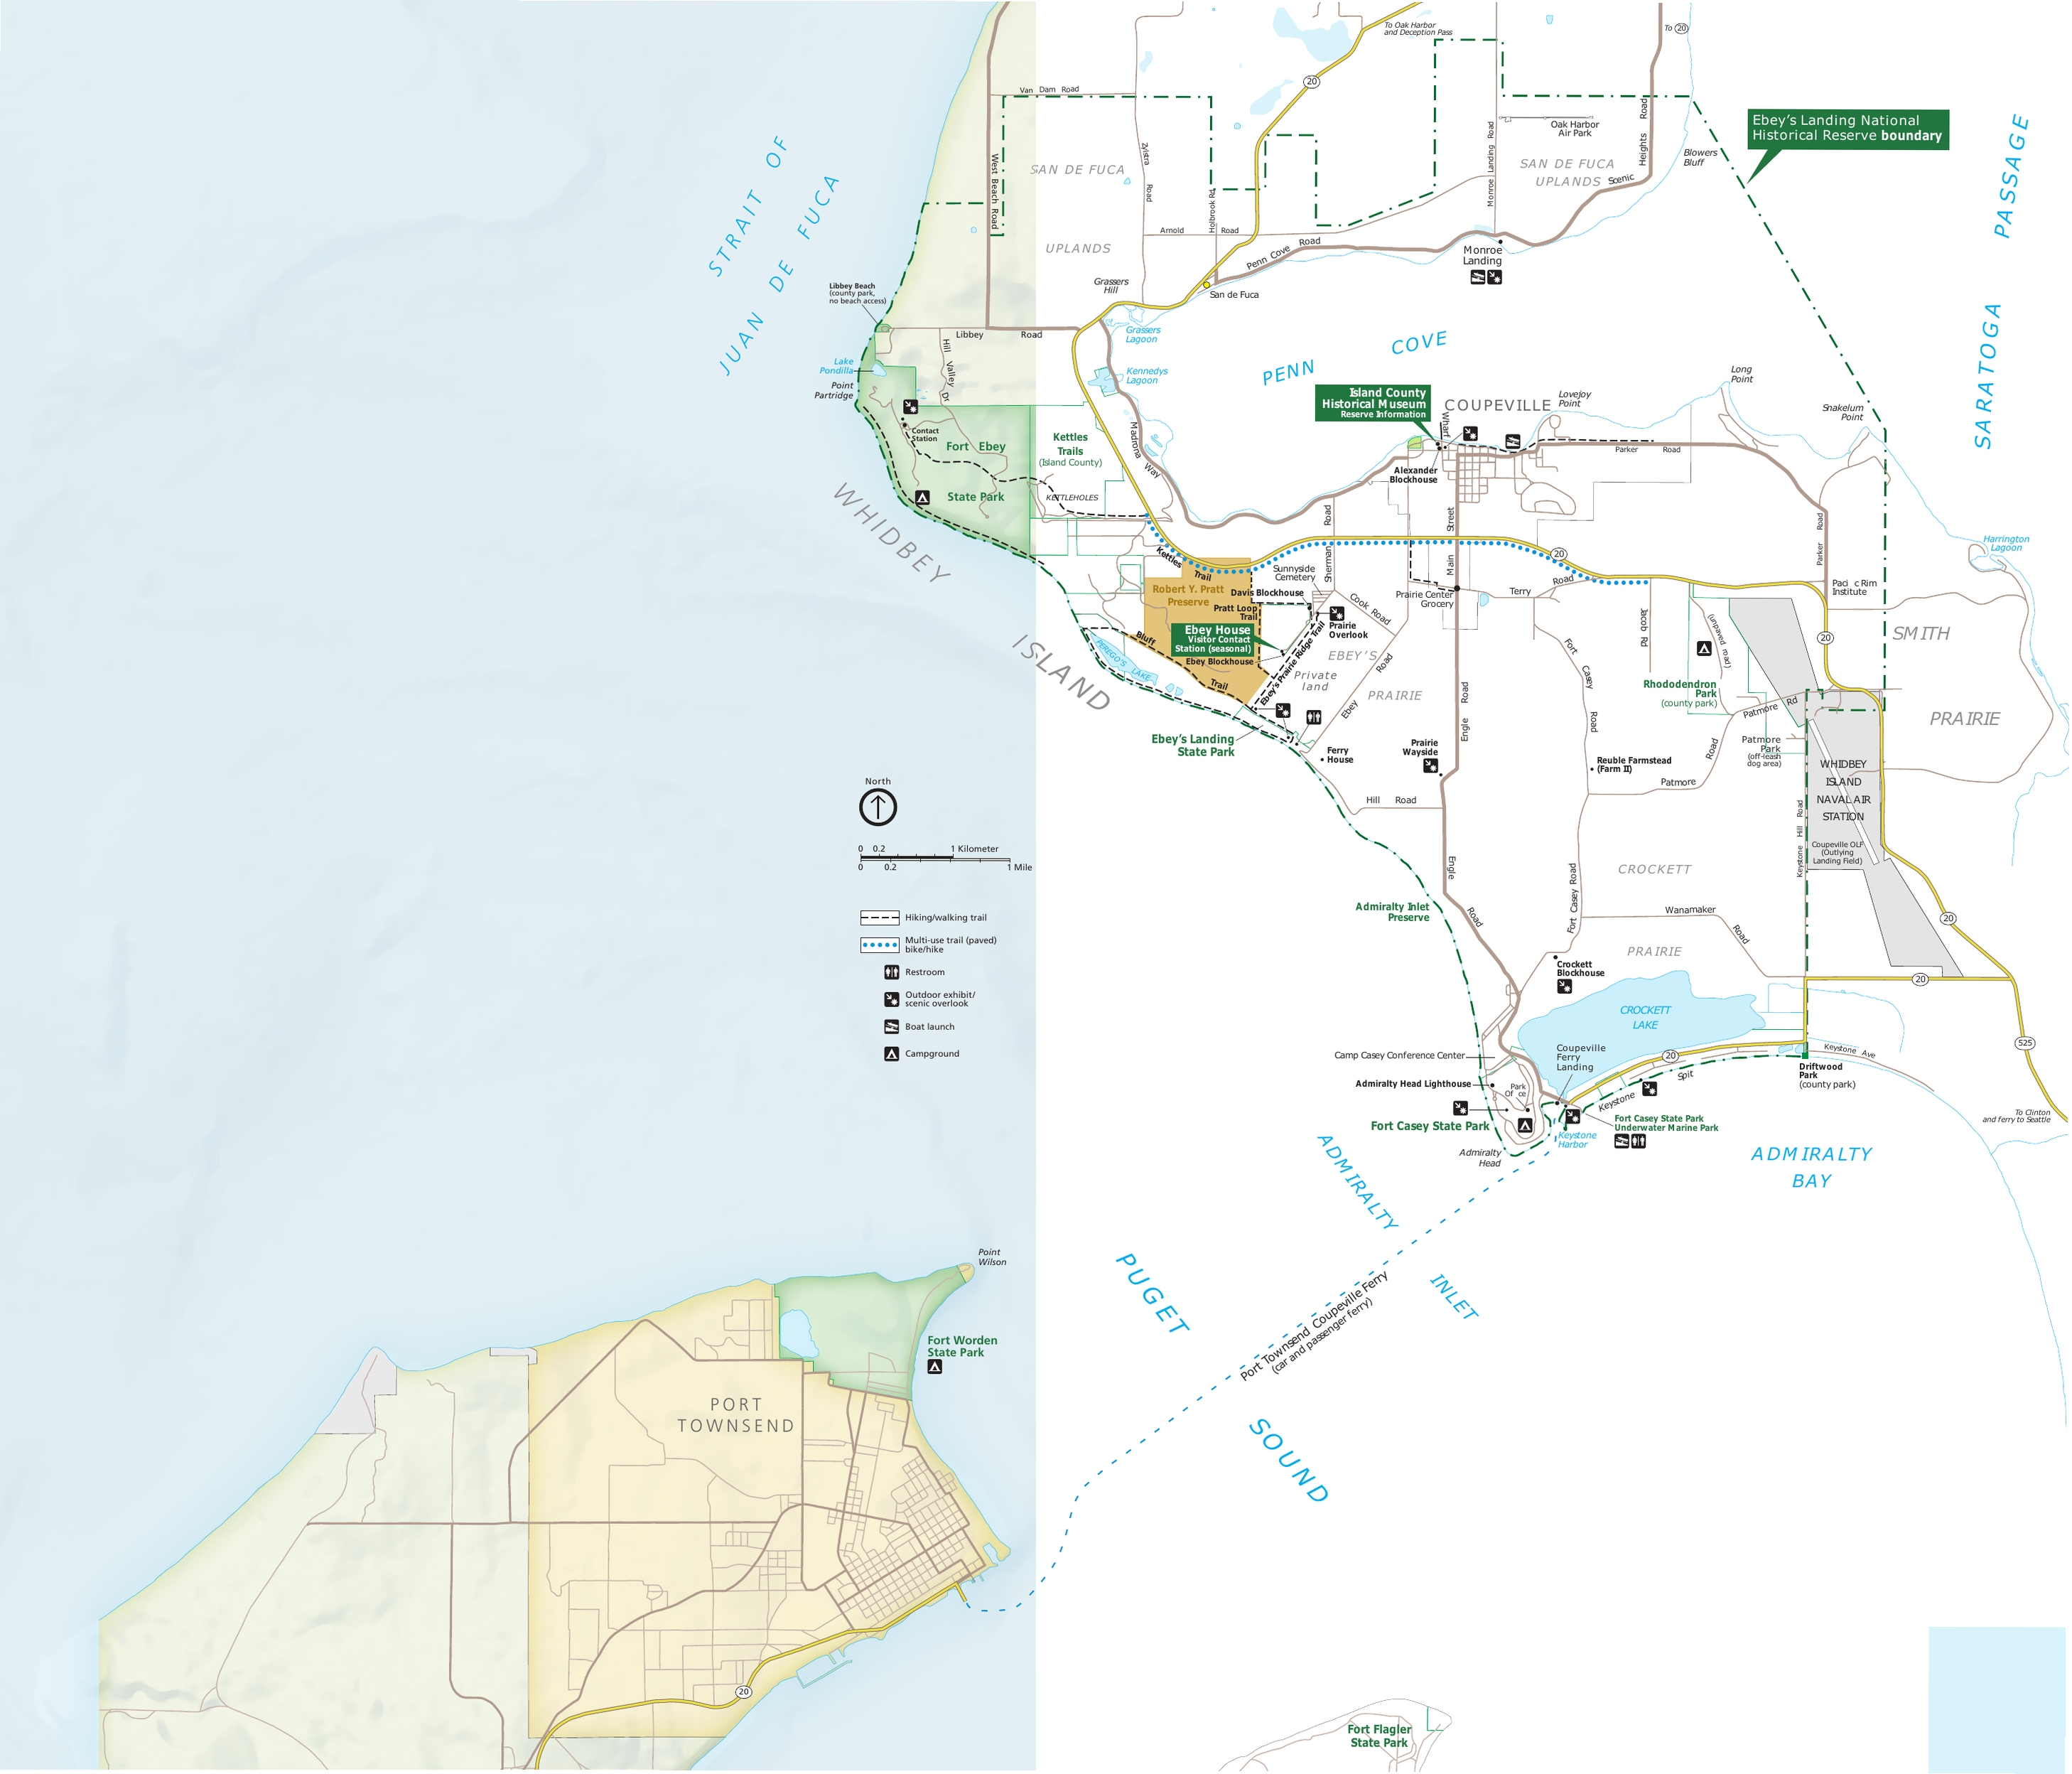 To Oak Harbor
and Deception Pass
To 20
20
Van Dam Road
West Beach Road
Zylstra
Road
SAN DE FUCA
UPLANDS
Holbrook Rd
Arnold Road
Monroe Landing Road
Oak Harbor
Air Park
SAN DE FUCA
UPLANDS
Heights Road
Scenic
Blowers
Bluff
Ebey's Landing National
Historical Reserve boundary
SARATOGA PASSAGE
STRAIT OF
JUAN DE FUCA
Penn Cove Road
Monroe
Landing
Grassers
Hill
San de Fuca
Libbey Beach
(county park,
no beach access)
Libbey Road
Grassers
Lagoon
PENN COVE
Lake
Pondilla
Point
Partridge
Hill Valley Dr
Kennedys
Lagoon
Contact
Station
Fort Ebey
State Park
Kettles
Trails
(Island County)
KETTLEHOLES
Madrona Way
Island County
Historical Museum
Reserve Information
COUPEVILLE
Wharf
Lovejoy
Point
Long
Point
Snakelum
Point
Alexander
Blockhouse
Parker Road
Parker Road
Harrington
Lagoon
WHIDBEY
ISLAND
Kettles
Trail
Robert Y. Pratt
Preserve
Sunnyside
Cemetery
Sherman Road
Main Street
20
Davis Blockhouse
Pratt Loop
Trail
Cook Road
Prairie
Overlook
Prairie Center
Grocery
Terry Road
Paci c Rim
Institute
Ebey House
Visitor Contact
Station (seasonal)
Ebey Blockhouse
Ebey's Prairie Ridge Trail
EBEY'S
PRAIRIE
Private
land
Bluff
Trail
PEREGO'S LAKE
Ebey Road
Jacob Rd
(unpaved road)
20
SMITH
PRAIRIE
Fort Casey Road
Rhododendron
Park
(county park)
Patmore Rd
Ebey's Landing
State Park
Ferry
House
Prairie
Wayside
Engle Road
Reuble Farmstead
(Farm II)
Patmore Road
Patmore
Park
(off-leash
dog area)
WHIDBEY
ISLAND
NAVAL AIR
STATION
Coupeville OLF
(Outlying
Landing Field)
Keystone Hill Road
Hill Road
North
0 0.2 1 Kilometer
0 0.2 1 Mile
Engle Road
Fort Casey Road
CROCKETT
PRAIRIE
Admiralty Inlet
Preserve
Wanamaker Road
20
Hiking/walking trail
Multi-use trail (paved)
bike/hike
Restroom
Outdoor exhibit/
scenic overlook
Boat launch
Campground
Crockett
Blockhouse
20
CROCKETT
LAKE
525
Camp Casey Conference Center
Coupeville
Ferry
Landing
20
Keystone Ave
Admiralty Head Lighthouse
Park
Of ce
Keystone Spit
Driftwood
Park
(county park)
Fort Casey State Park
Fort Casey State Park
Underwater Marine Park
To Clinton
and ferry to Seattle
Keystone
Harbor
Admiralty
Head
ADMIRALTY
BAY
ADMIRALTY
INLET
PUGET
SOUND
Port Townsend Coupeville Ferry
(car and passenger ferry)
Point
Wilson
Fort Worden
State Park
PORT
TOWNSEND
20
Fort Flagler
State Park